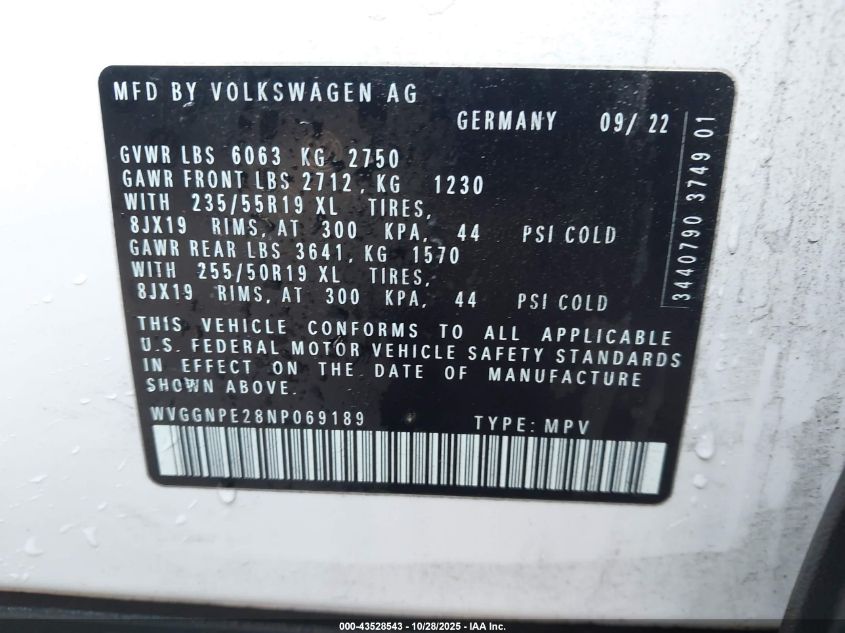 MFD BY VOLKSWAGEN AG
GERMANY 09/ 22
GVWR LBS 6063 KG 2750
GAWR FRONT LBS 2712, KG 1230
WITH 235/55R19 XL TIRES,
8JX19 RIMS, AT 300 KPA, 44 PSI COLD
GAWR REAR LBS 3641, KG 1570
WITH 255/50R19 XL TIRES,
8JX19 RIMS, AT 300 KPA, 44 PSI COLD
THIS VEHICLE CONFORMS TO ALL APPLICABLE
U.S. FEDERAL MOTOR VEHICLE SAFETY STANDARDS
IN EFFECT ON THE DATE OF MANUFACTURE
SHOWN ABOVE.
WVGGNPE28NP069189 TYPE: MPV
3440790 3749 01
000-43528543 | 10/28/2025 - IAA Inc.